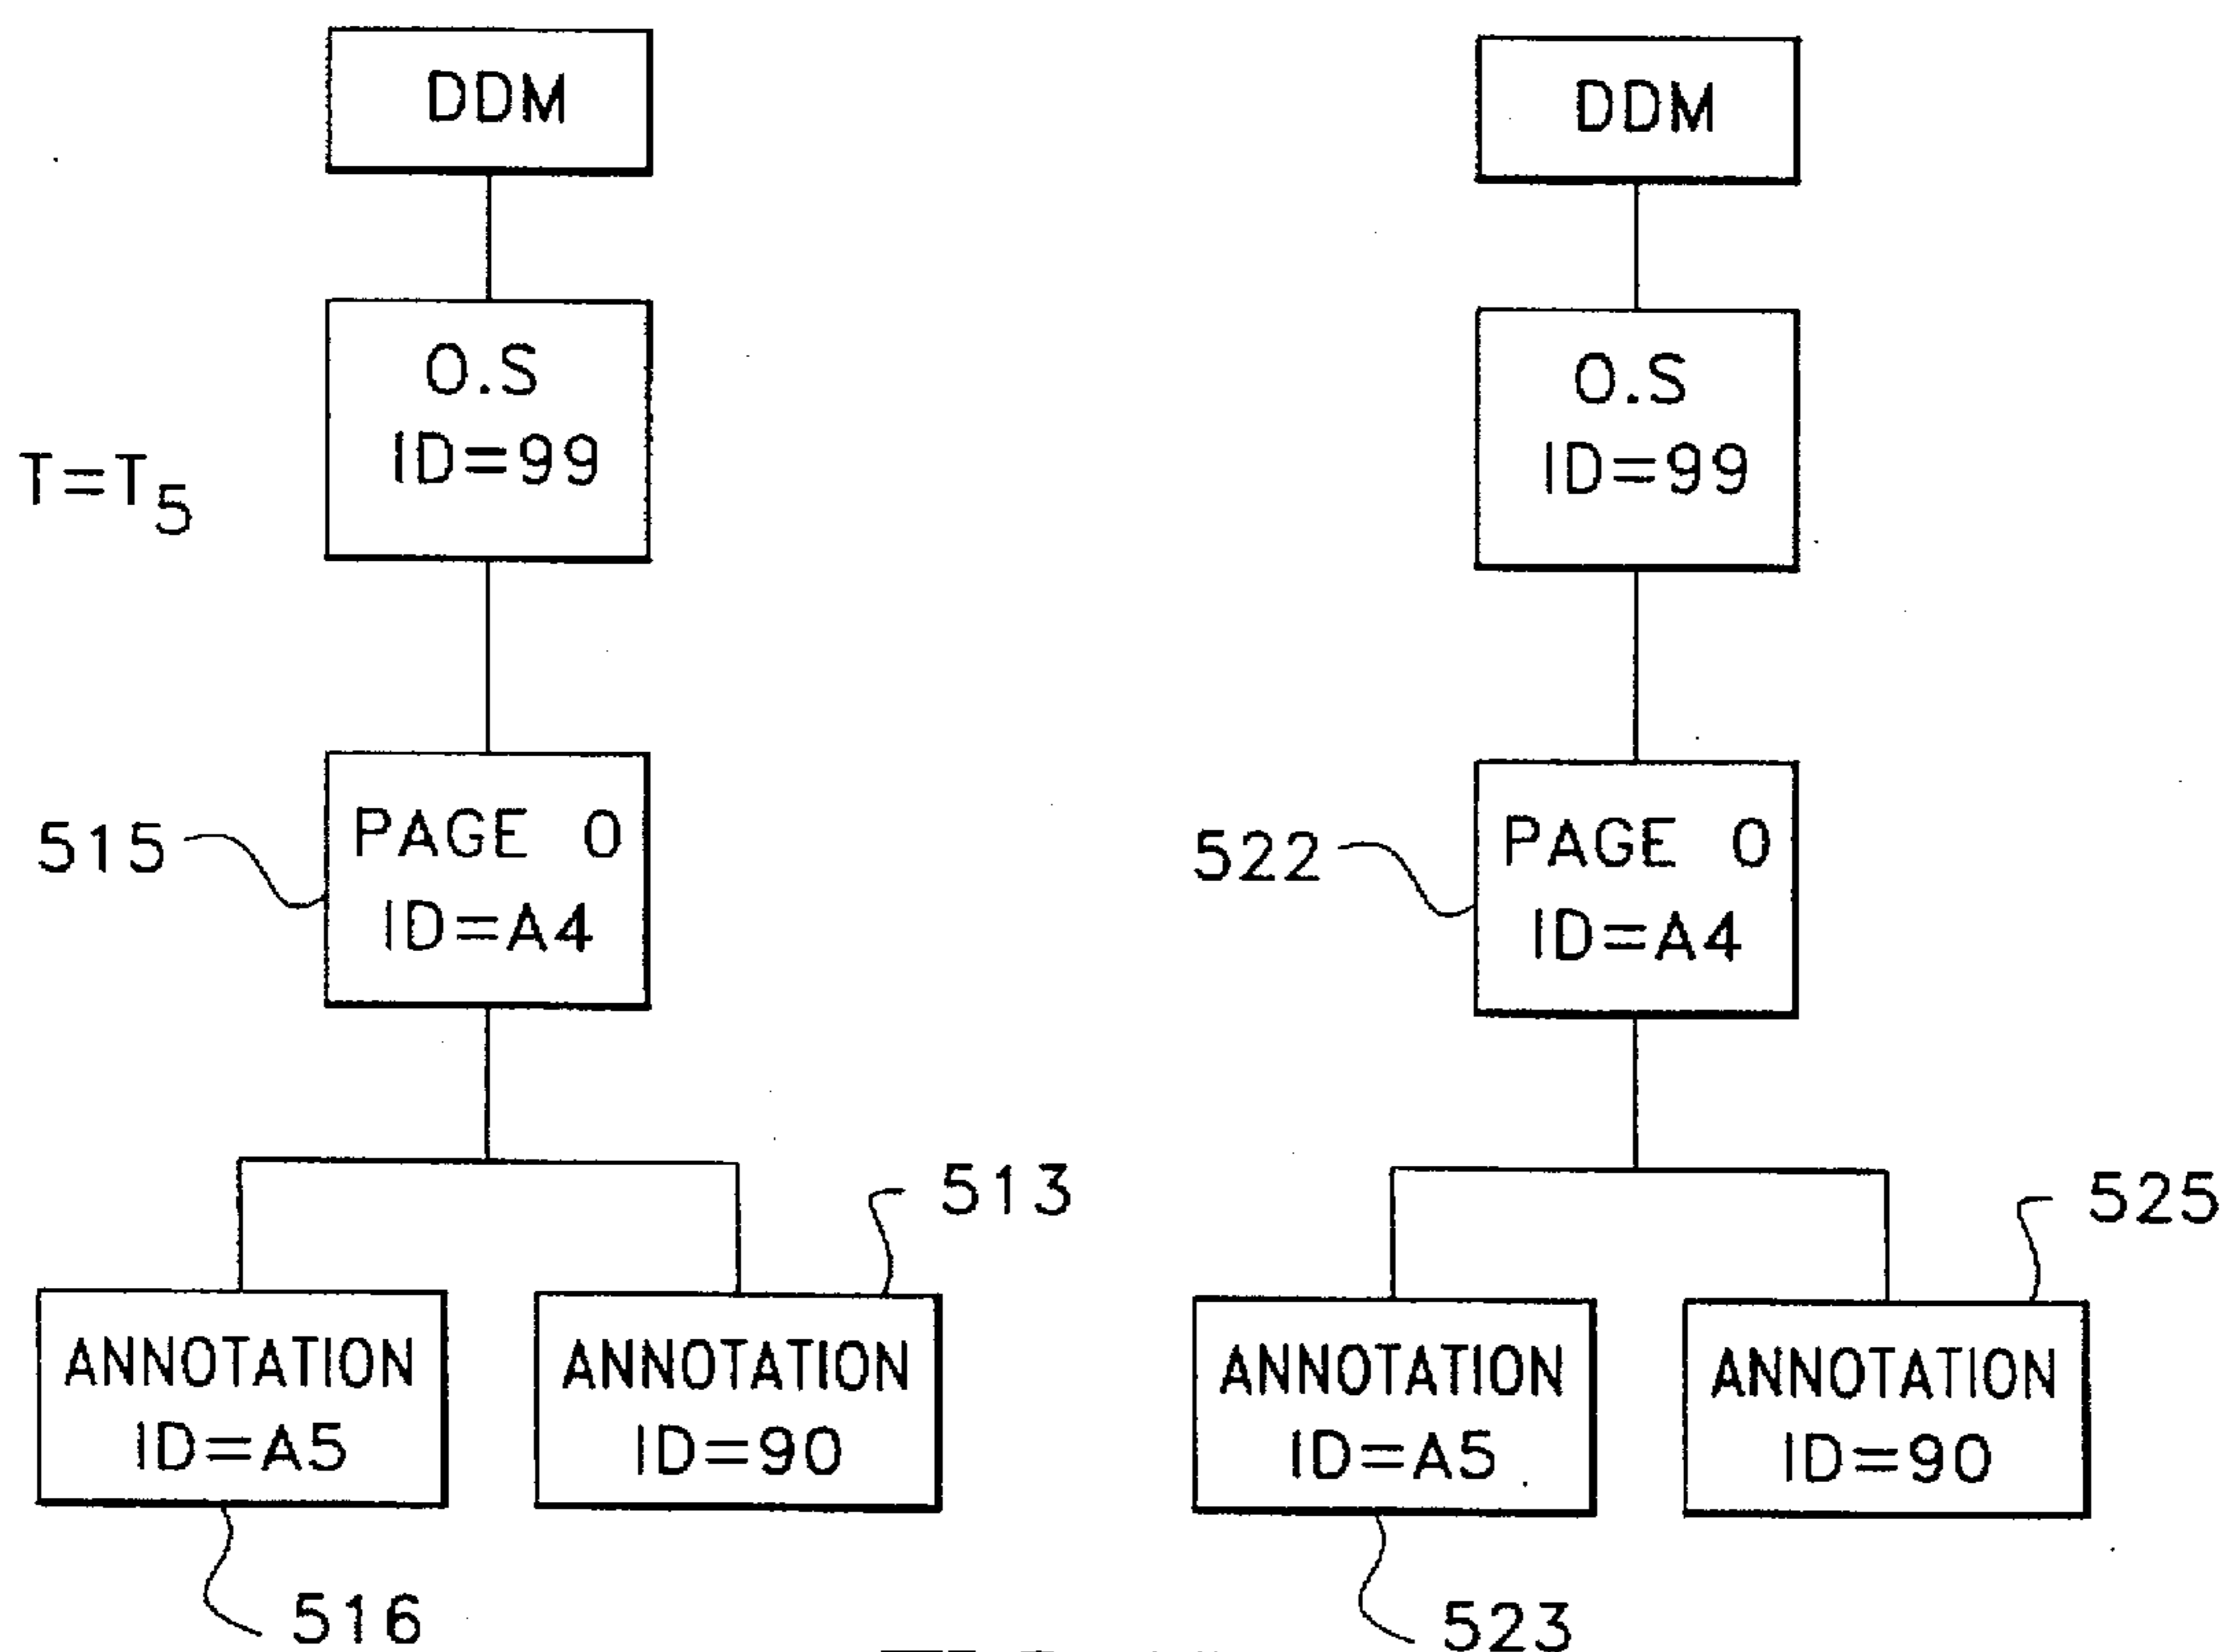 DDM
O.S
ID=99
T=T5
PAGE 0
ID=A4
515
513
ANNOTATION
ID=A5
ANNOTATION
ID=90
516
DDM
O.S
ID=99
PAGE 0
ID=A4
522
525
ANNOTATION
ID=A5
ANNOTATION
ID=90
523